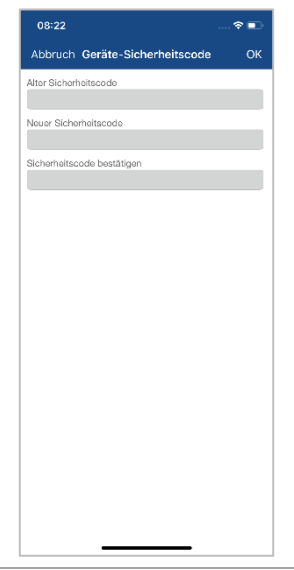 08:22
Abbruch Geräte-Sicherheitscode OK
Alter Sicherheitscode
Neuer Sicherheitscode
Sicherheitscode bestätigen